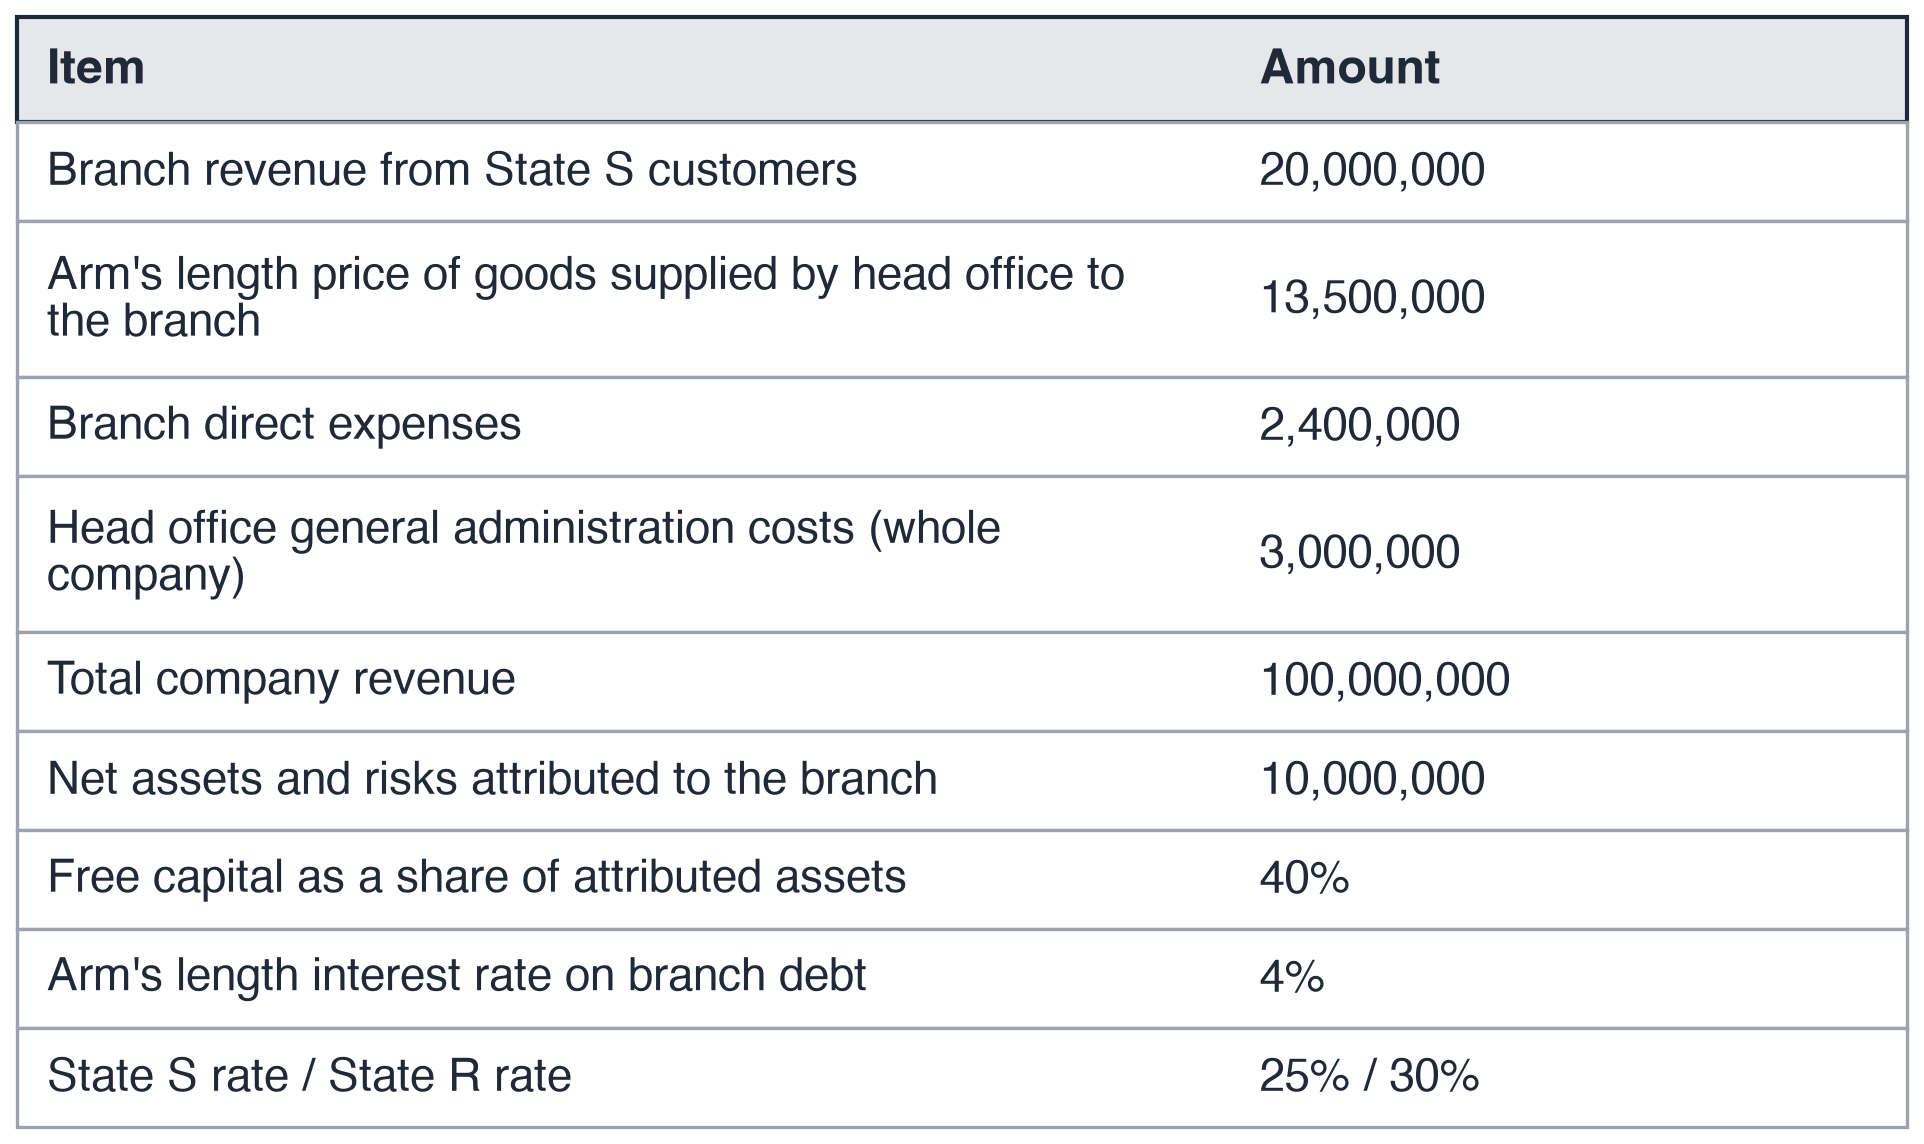 Item Amount
Branch revenue from State S customers 20,000,000
Arm's length price of goods supplied by head office to
the branch
13,500,000
Branch direct expenses 2,400,000
Head office general administration costs (whole
company)
3,000,000
Total company revenue 100,000,000
Net assets and risks attributed to the branch 10,000,000
Free capital as a share of attributed assets 40%
Arm's length interest rate on branch debt 4%
State S rate / State R rate 25% / 30%